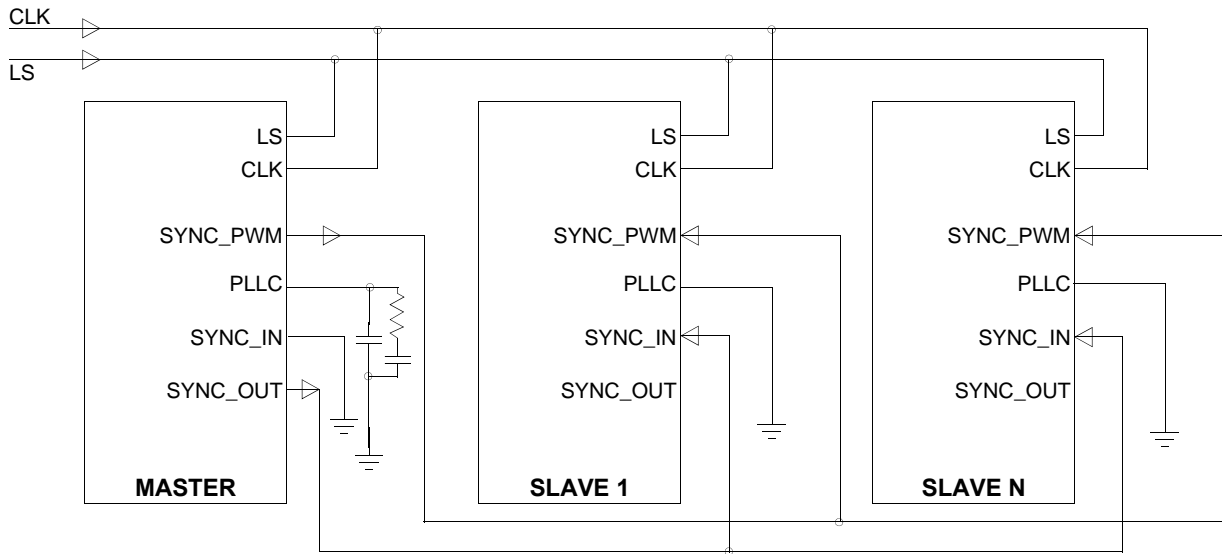 CLK
LS
LS
CLK
SYNC_PWM
PLLC
SYNC_IN
SYNC_OUT
MASTER
LS
CLK
SYNC_PWM
PLLC
SYNC_IN
SYNC_OUT
SLAVE 1
LS
CLK
SYNC_PWM
PLLC
SYNC_IN
SYNC_OUT
SLAVE N